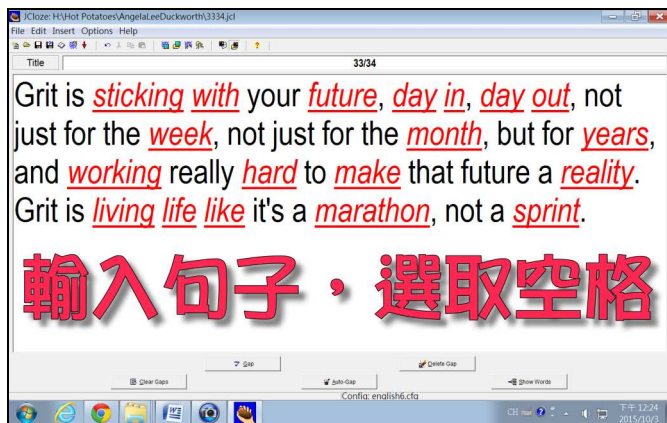 JCloze: H:\Hot Potatoes\AngelaLeeDuckworth\3334.jcl
File Edit Insert Options Help
Title 33/34
Grit is sticking with your future, day in, day out, not
just for the week, not just for the month, but for years,
and working really hard to make that future a reality.
Grit is living life like it's a marathon, not a sprint.
輸入句子，選取空格
Gap Delete Gap
Clear Gaps Auto-Gap Show Words
Config: english6.cfg
CH 下午 12:24
2015/10/3